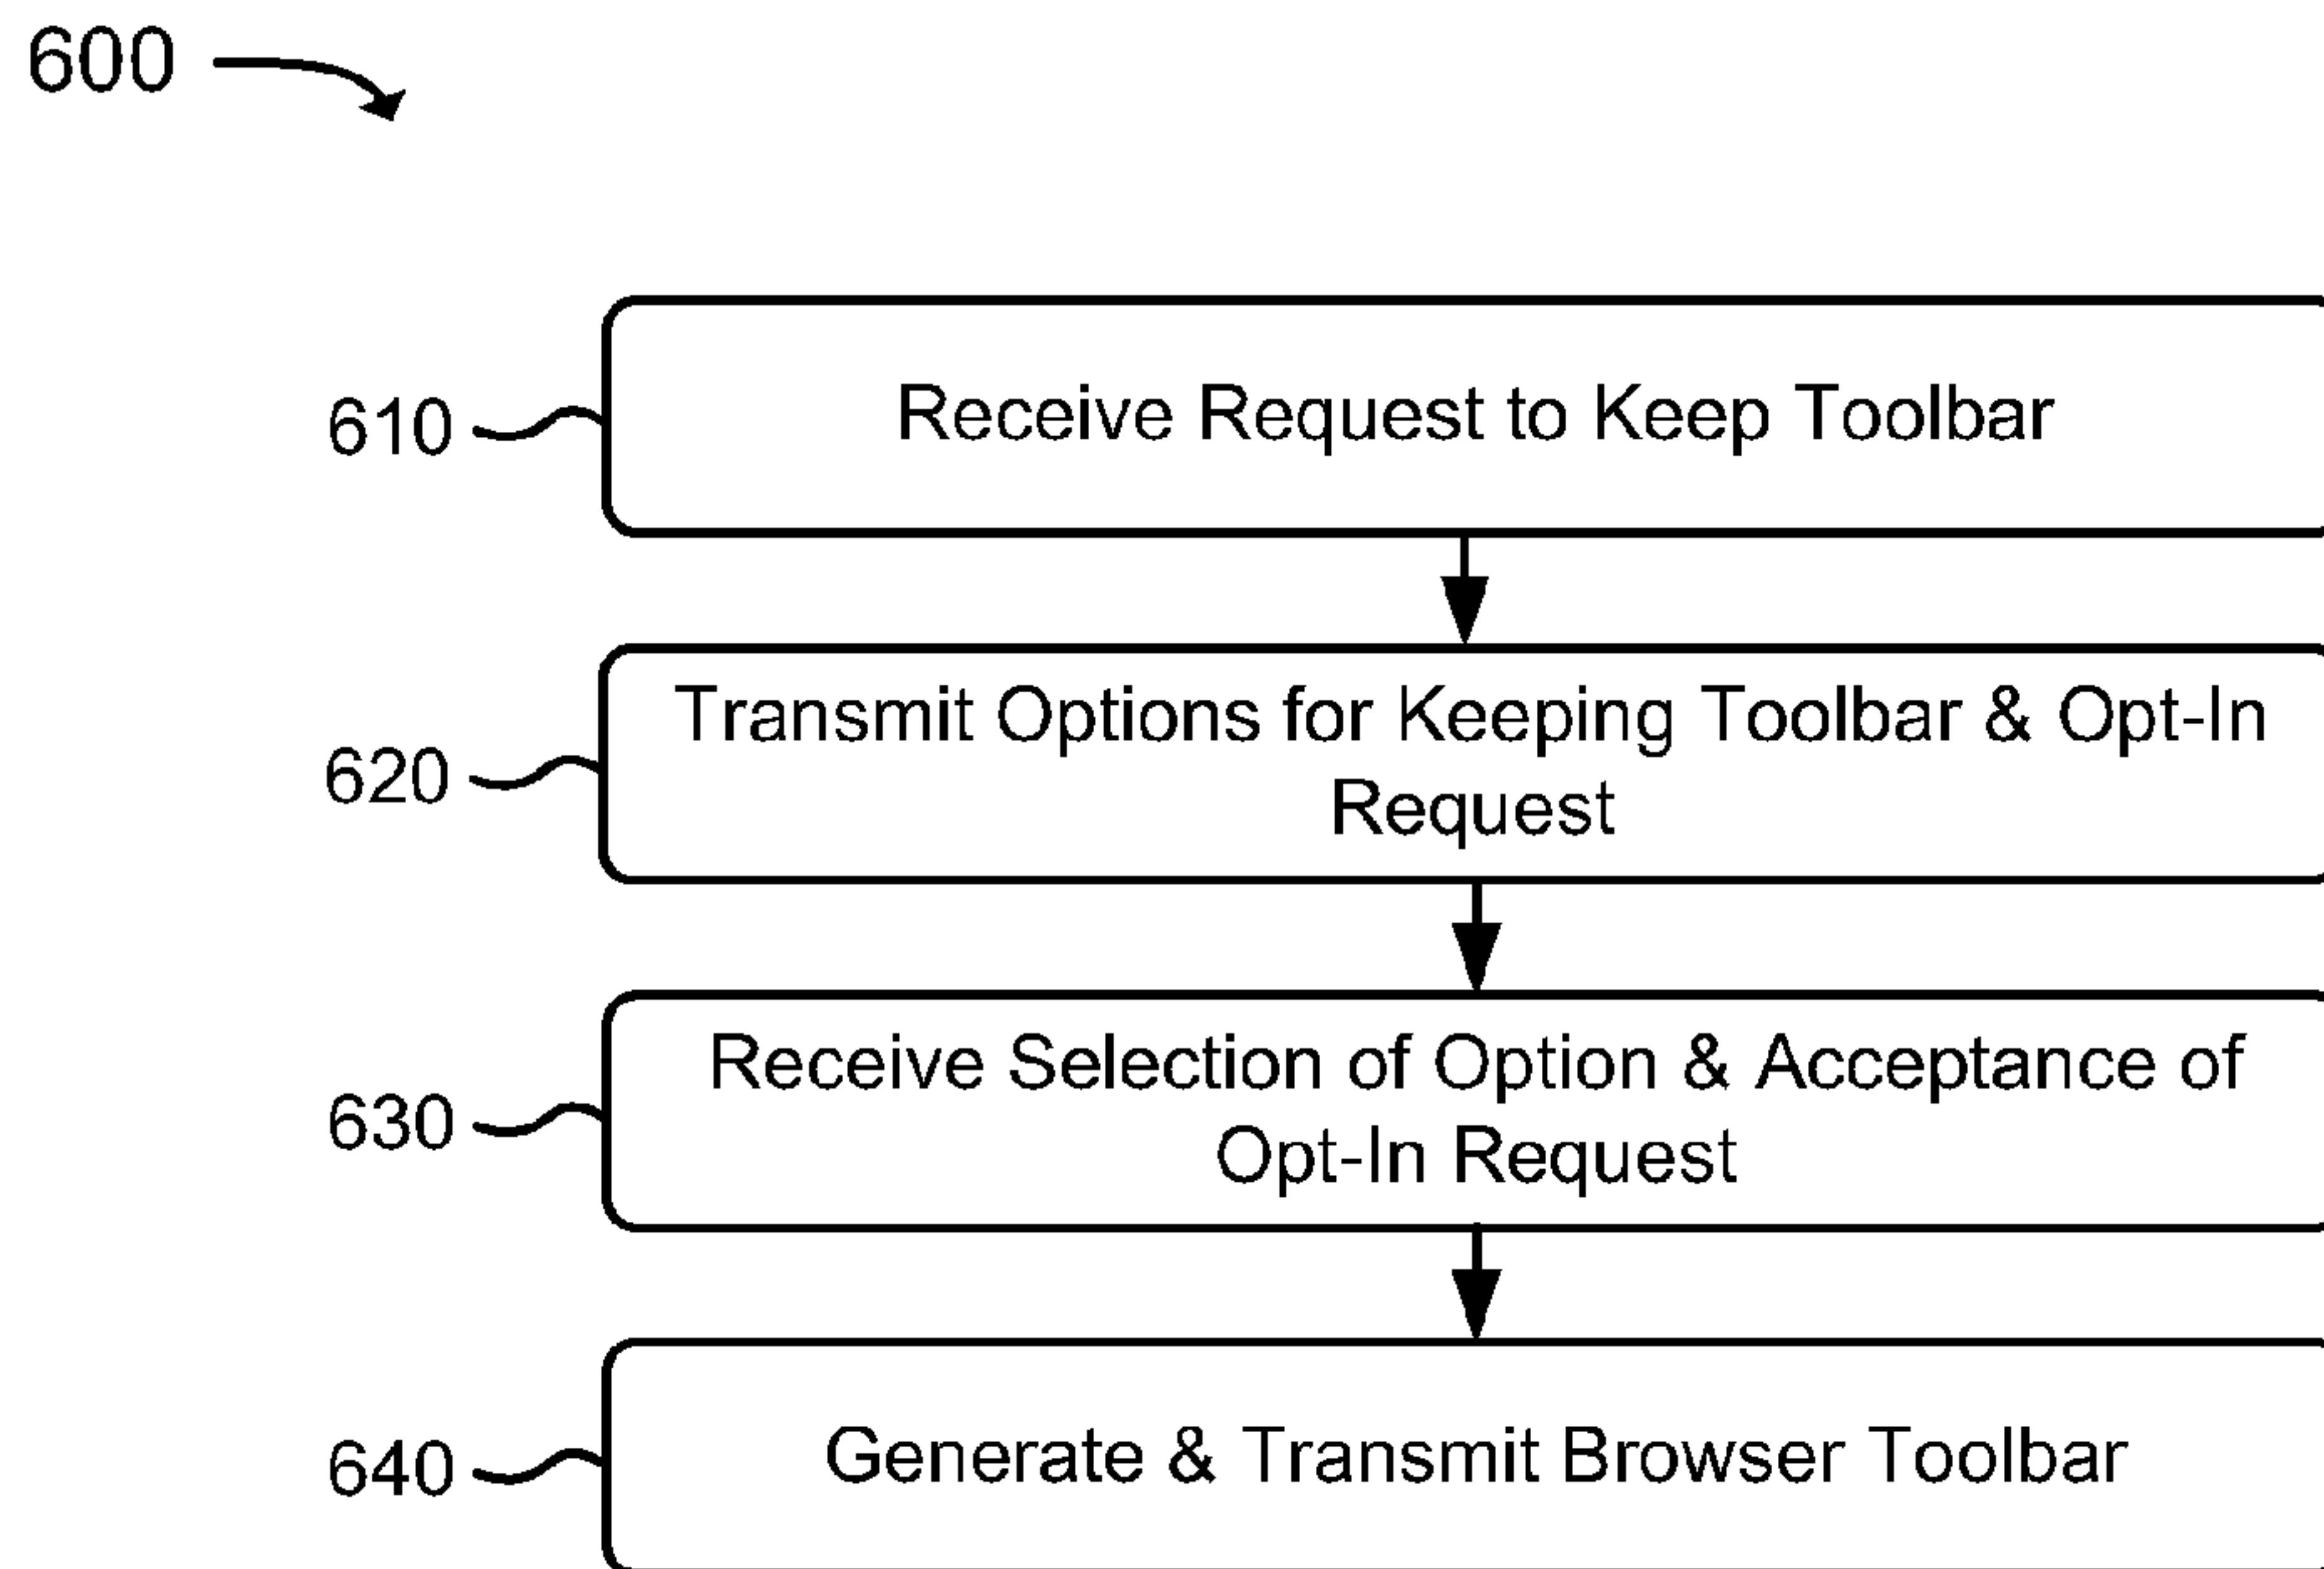 600
610
Receive Request to Keep Toolbar
620
Transmit Options for Keeping Toolbar & Opt-In
Request
630
Receive Selection of Option & Acceptance of
Opt-In Request
640
Generate & Transmit Browser Toolbar